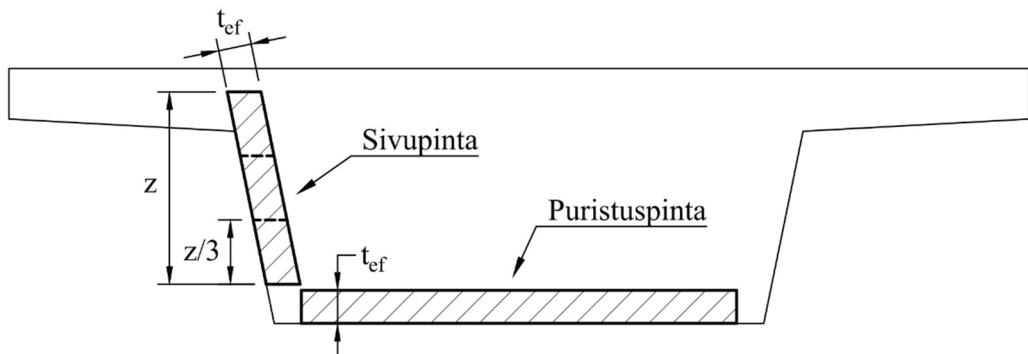 t_ef
Sivupinta
z
Puristuspinta
z/3
t_ef